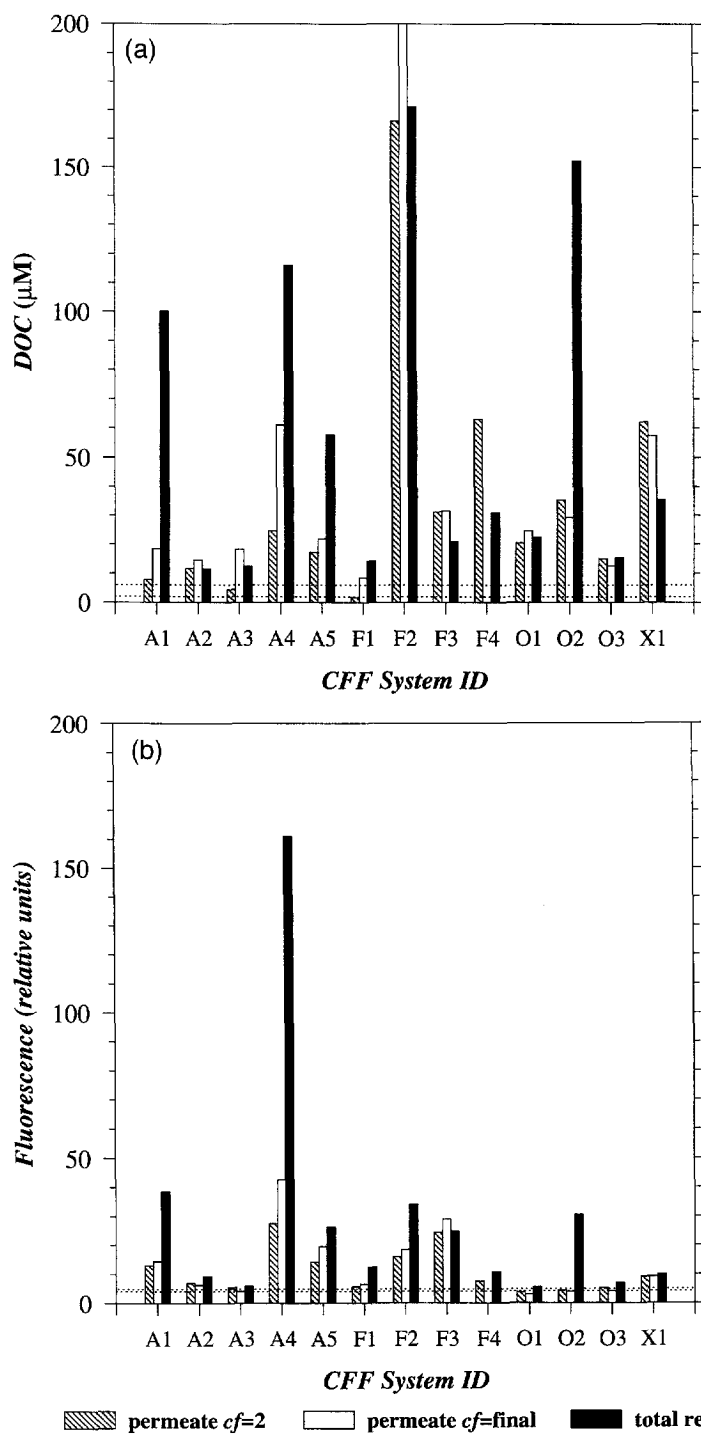 (a)
200
150
100
50
0
DOC (μM)
A1 A2 A3 A4 A5 F1 F2 F3 F4 O1 O2 O3 X1
CFF System ID
(b)
200
150
100
50
0
Fluorescence (relative units)
A1 A2 A3 A4 A5 F1 F2 F3 F4 O1 O2 O3 X1
CFF System ID
permeate cf=2 permeate cf=final total re